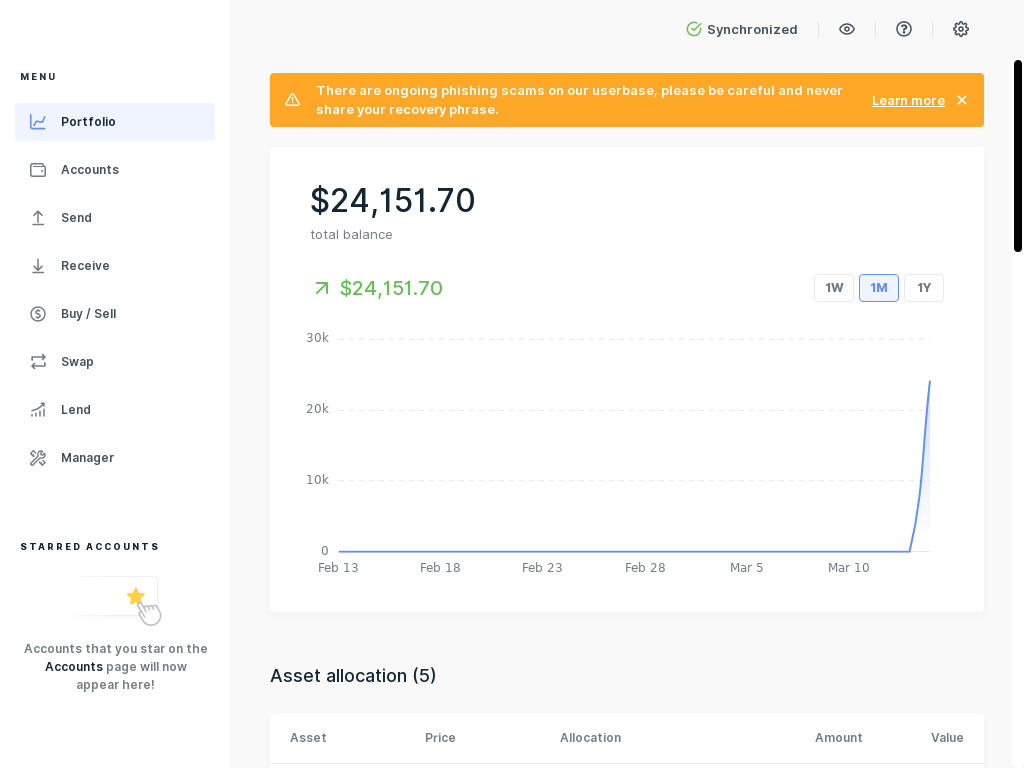 Synchronized
MENU
Portfolio
Accounts
Send
Receive
Buy / Sell
Swap
Lend
Manager
STARRED ACCOUNTS
Accounts that you star on the
Accounts page will now
appear here!
There are ongoing phishing scams on our userbase, please be careful and never
share your recovery phrase.
Learn more
$24,151.70
total balance
$24,151.70
1W 1M 1Y
30k
20k
10k
0
Feb 13 Feb 18 Feb 23 Feb 28 Mar 5 Mar 10
Asset allocation (5)
Asset Price Allocation Amount Value